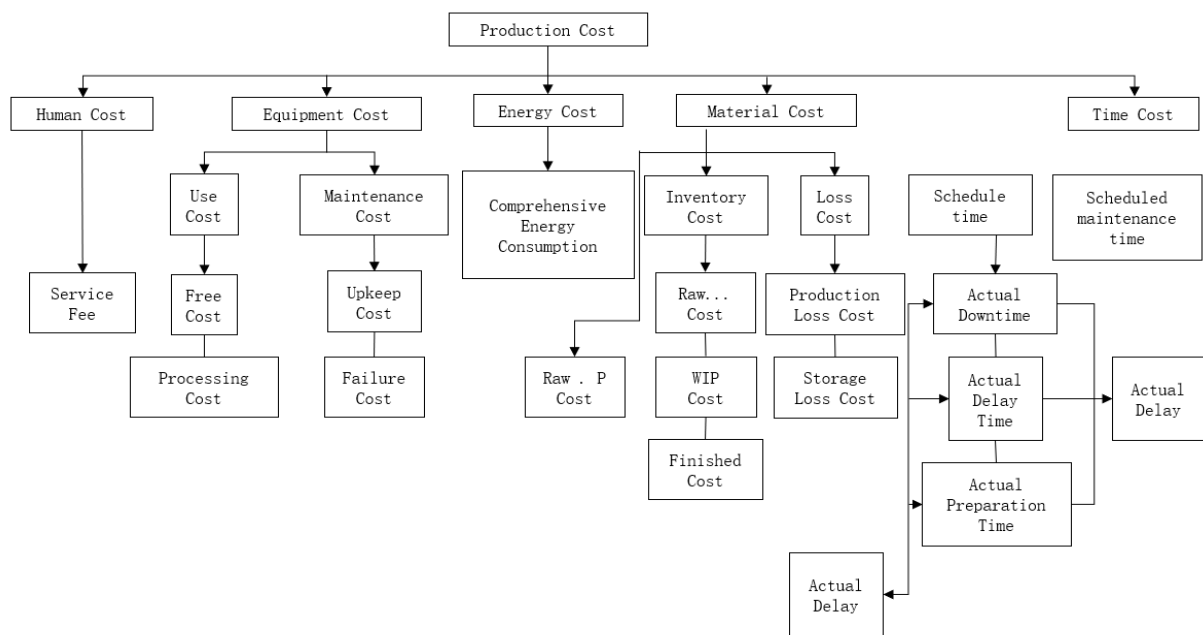 Production Cost
Human Cost
Equipment Cost
Energy Cost
Material Cost
Time Cost
Use
Cost
Maintenance
Cost
Comprehensive
Energy
Consumption
Inventory
Cost
Loss
Cost
Schedule
time
Scheduled
maintenance
time
Service
Fee
Free
Cost
Upkeep
Cost
Raw...
Cost
Production
Loss Cost
Actual
Downtime
Processing
Cost
Failure
Cost
Raw . P
Cost
WIP
Cost
Storage
Loss Cost
Actual
Delay
Time
Actual
Delay
Finished
Cost
Actual
Preparation
Time
Actual
Delay